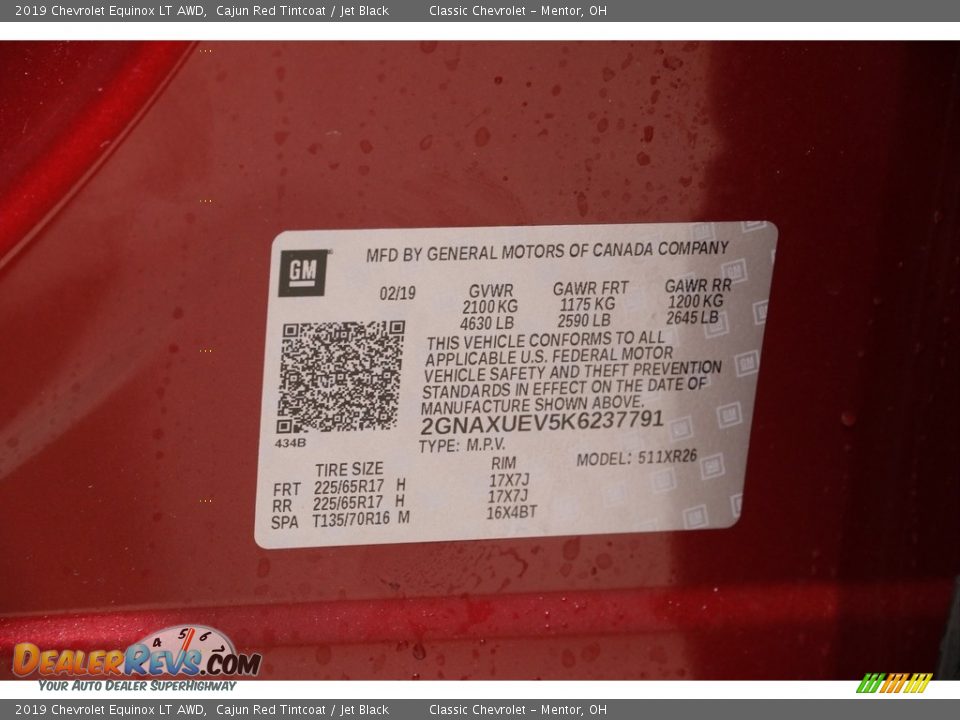 2019 Chevrolet Equinox LT AWD, Cajun Red Tintcoat / Jet Black Classic Chevrolet - Mentor, OH
GM
MFD BY GENERAL MOTORS OF CANADA COMPANY
02/19 GVWR GAWR FRT GAWR RR
2100 KG 1175 KG 1200 KG
4630 LB 2590 LB 2645 LB
THIS VEHICLE CONFORMS TO ALL
APPLICABLE U.S. FEDERAL MOTOR
VEHICLE SAFETY AND THEFT PREVENTION
STANDARDS IN EFFECT ON THE DATE OF
MANUFACTURE SHOWN ABOVE.
2GNAXUEV5K6237791
434B
TYPE: M.P.V.
MODEL: 511XR26
TIRE SIZE RIM
FRT 225/65R17 H 17X7J
RR 225/65R17 H 17X7J
SPA T135/70R16 M 16X4BT
4 5 6
DealerRevs.com
Your Auto Dealer SuperHighway
2019 Chevrolet Equinox LT AWD, Cajun Red Tintcoat / Jet Black Classic Chevrolet - Mentor, OH